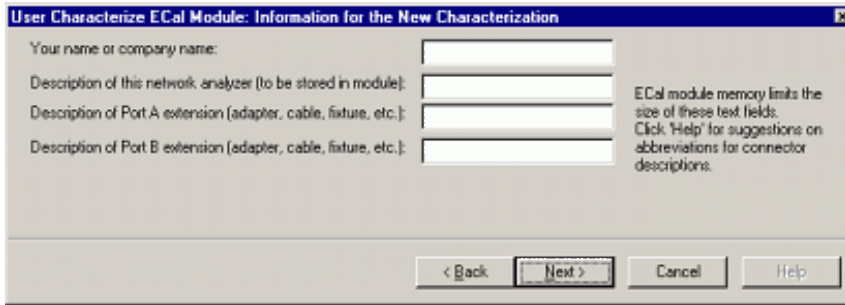 User Characterize ECal Module: Information for the New Characterization
Your name or company name:
Description of this network analyzer (to be stored in module):
Description of Port A extension (adapter, cable, fixture, etc.):
Description of Port B extension (adapter, cable, fixture, etc.):
ECal module memory limits the
size of these text fields.
Click 'Help' for suggestions on
abbreviations for connector
descriptions.
< Back
Next >
Cancel
Help